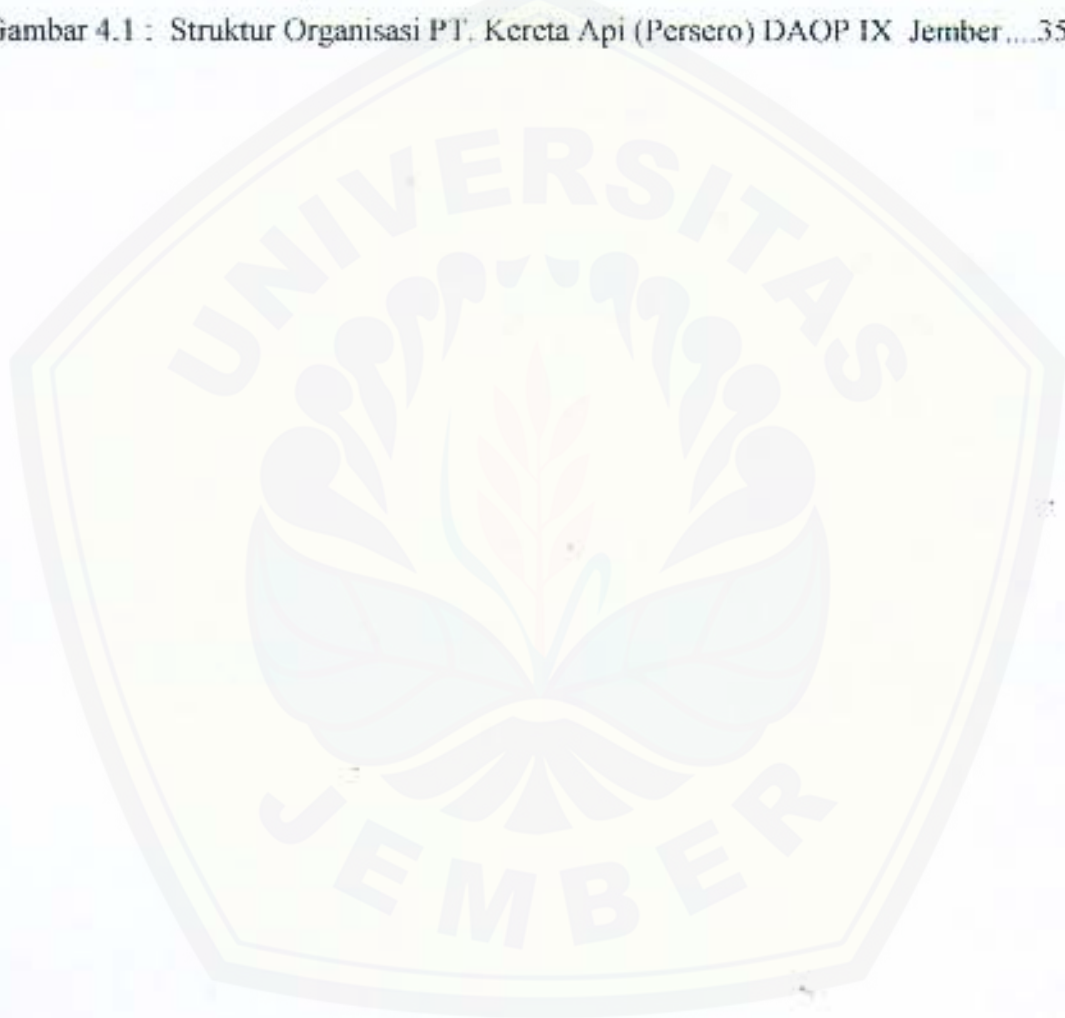 Gambar 4.1 : Struktur Organisasi PT. Kereta Api (Persero) DAOP IX Jember....35
UNIVERSITAS
JEMBER